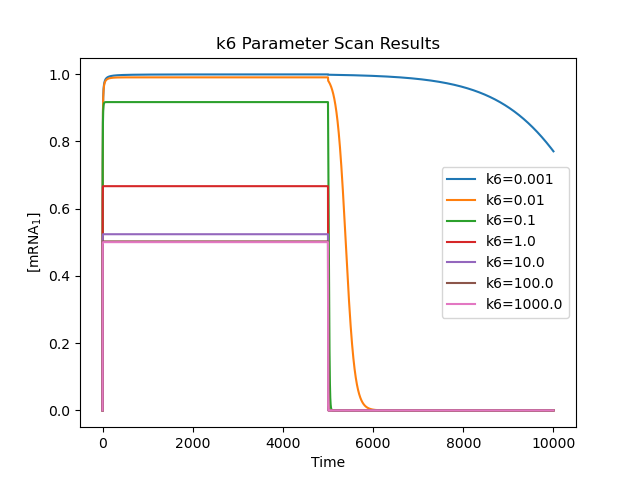 k6 Parameter Scan Results
[mRNA₁]
1.0
0.8
0.6
0.4
0.2
0.0
k6=0.001
k6=0.01
k6=0.1
k6=1.0
k6=10.0
k6=100.0
k6=1000.0
0 2000 4000 6000 8000 10000
Time